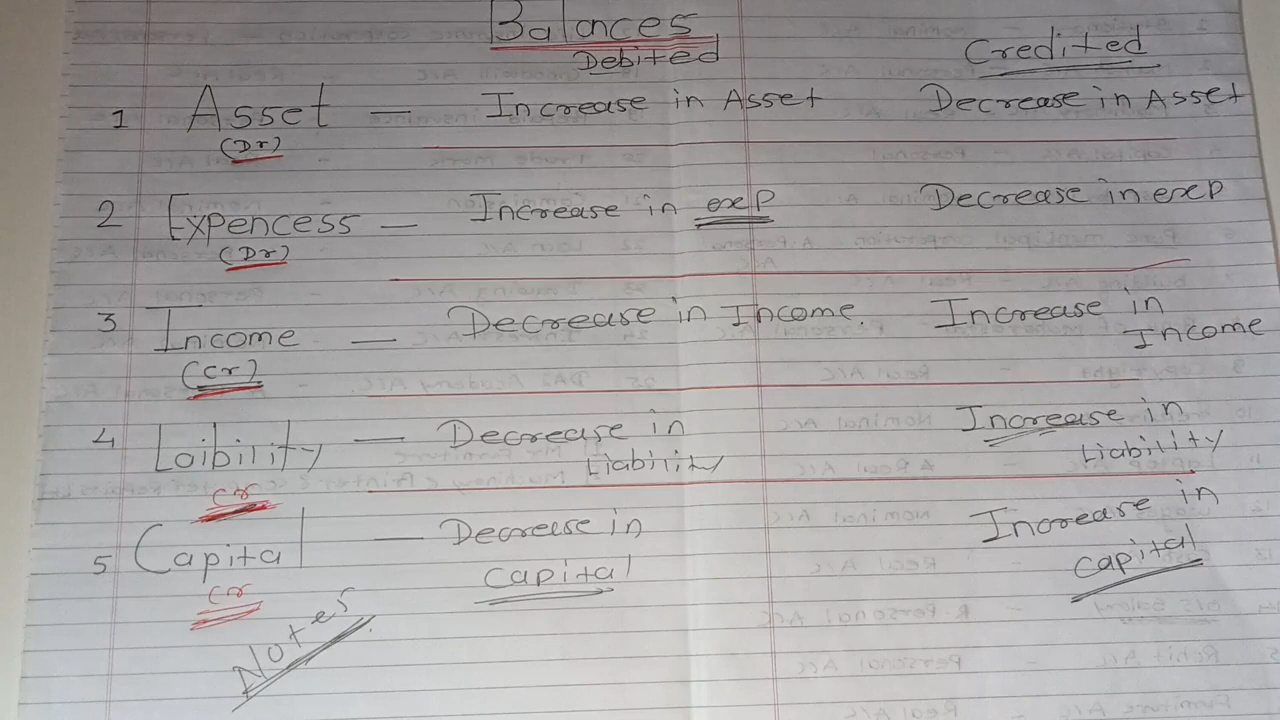 Balances
Debited Credited
1 Asset — Increase in Asset Decrease in Asset
(Dr)
2 Expencess — Increase in exp Decrease in exp
(Dr)
3 Income — Decrease in Income. Increase in
Income
(Cr)
4 Laibility — Decrease in Increase in
Liability Liability
Cr
5 Capital — Decrease in Increase in
capital capital
Cr
Notes